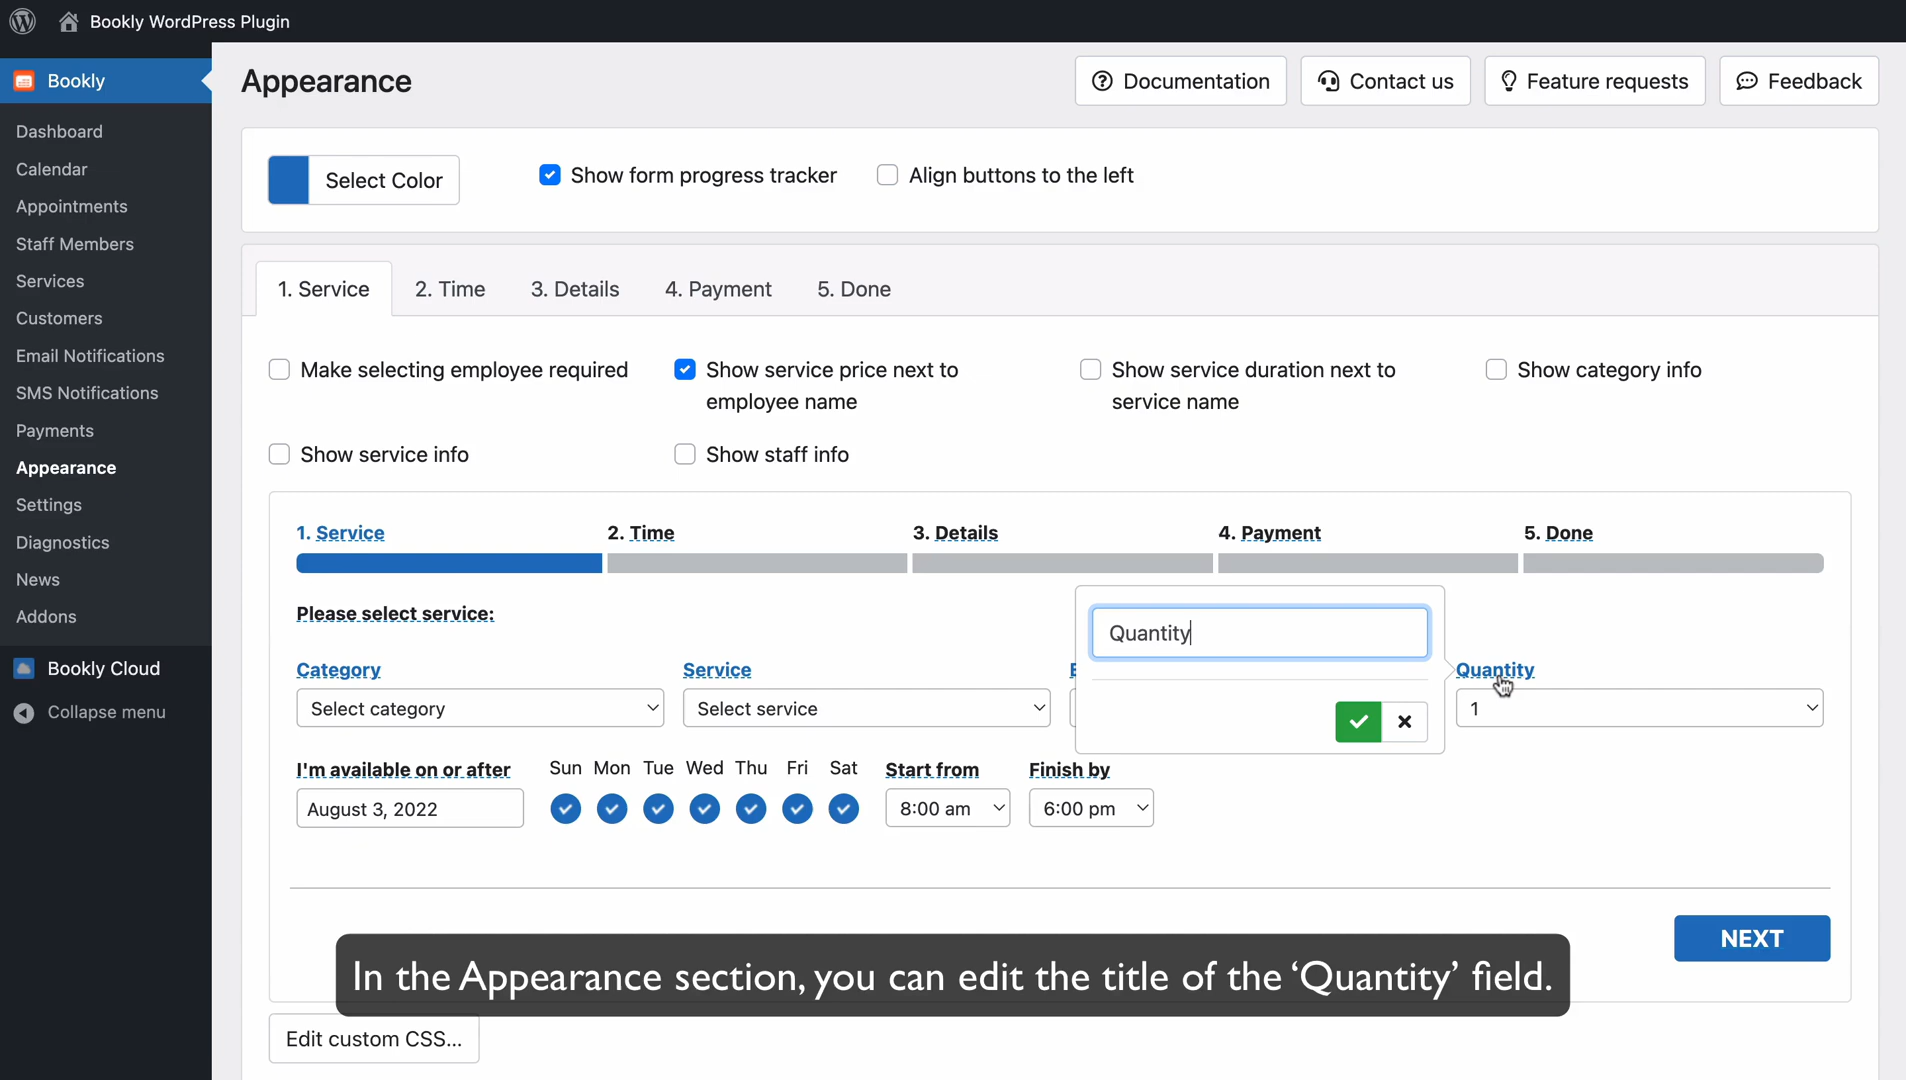 Bookly WordPress Plugin
Bookly
Dashboard
Calendar
Appointments
Staff Members
Services
Customers
Email Notifications
SMS Notifications
Payments
Appearance
Settings
Diagnostics
News
Addons
Bookly Cloud
Collapse menu
Appearance
Documentation
Contact us
Feature requests
Feedback
Select Color
Show form progress tracker
Align buttons to the left
1. Service
2. Time
3. Details
4. Payment
5. Done
Make selecting employee required
Show service price next to
employee name
Show service duration next to
service name
Show category info
Show service info
Show staff info
1. Service
2. Time
3. Details
4. Payment
5. Done
Please select service:
Quantity
Category
Service
Quantity
Select category
Select service
1
I'm available on or after
Sun Mon Tue Wed Thu Fri Sat
Start from
Finish by
August 3, 2022
8:00 am
6:00 pm
NEXT
In the Appearance section, you can edit the title of the ‘Quantity’ field.
Edit custom CSS...